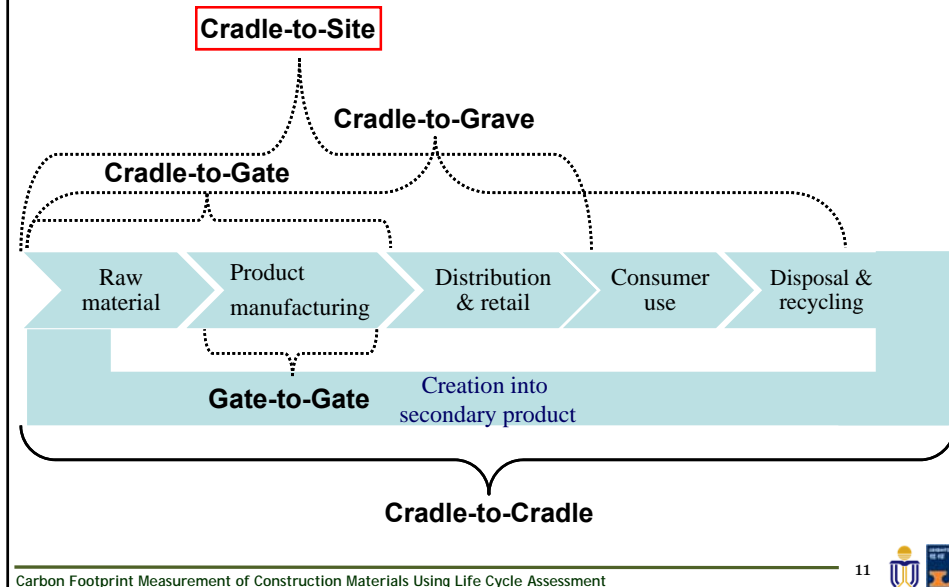 Cradle-to-Site
Cradle-to-Grave
Cradle-to-Gate
Raw
material
Product
manufacturing
Distribution
& retail
Consumer
use
Disposal &
recycling
Gate-to-Gate
Creation into
secondary product
Cradle-to-Cradle
11
Carbon Footprint Measurement of Construction Materials Using Life Cycle Assessment